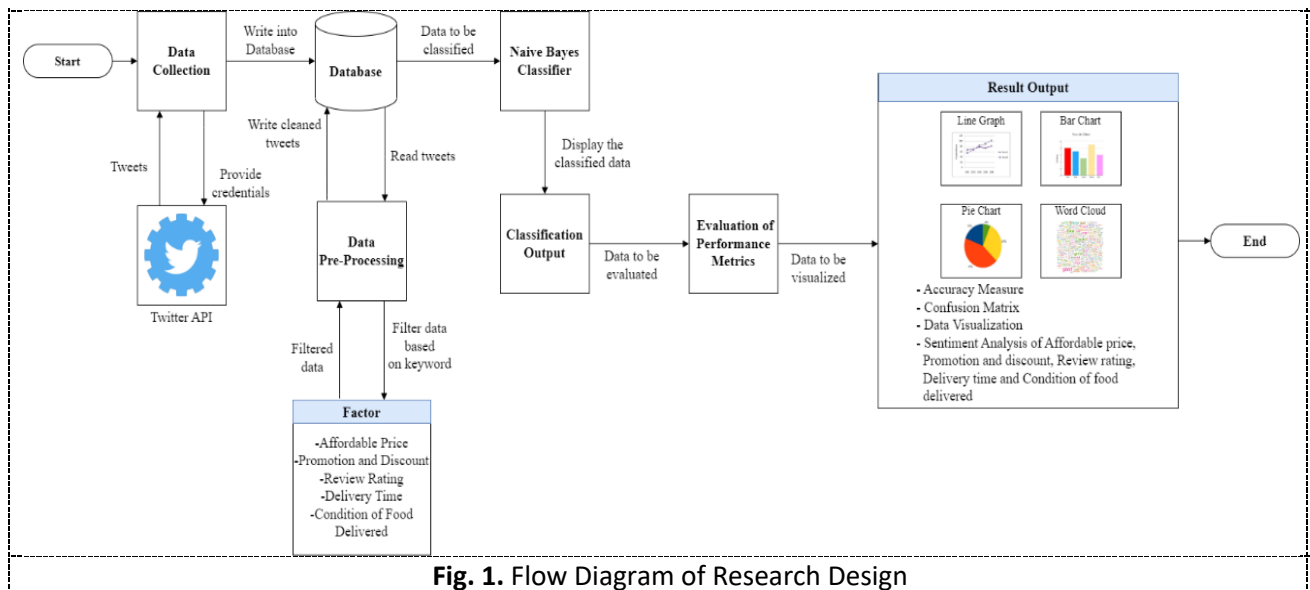 Start
Data
Collection
Write into
Database
Database
Data to be
classified
Naive Bayes
Classifier
Tweets
Provide
credentials
Twitter API
Write cleaned
tweets
Read tweets
Data
Pre-Processing
Filtered
data
Filter data
based
on keyword
Factor
-Affordable Price
-Promotion and Discount
-Review Rating
-Delivery Time
-Condition of Food
Delivered
Display the
classified data
Classification
Output
Data to be
evaluated
Evaluation of
Performance
Metrics
Data to be
visualized
Result Output
Line Graph
Bar Chart
Pie Chart
Word Cloud
- Accuracy Measure
- Confusion Matrix
- Data Visualization
- Sentiment Analysis of Affordable price,
Promotion and discount, Review rating,
Delivery time and Condition of food
delivered
End
Fig. 1. Flow Diagram of Research Design